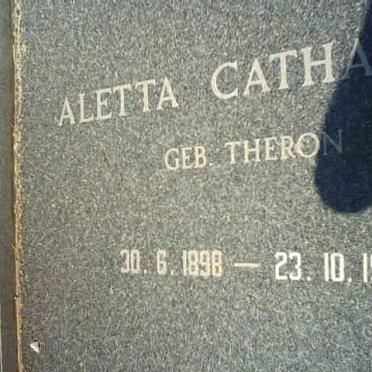 ALETTA CATHA
GEB. THERON
30. 6. 1898 — 23. 10. 1